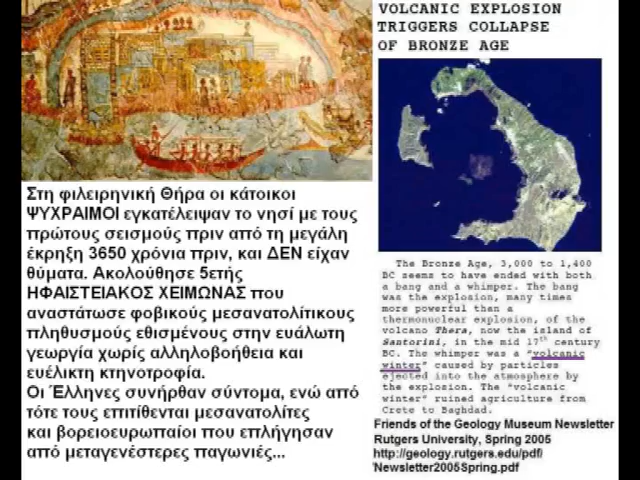 VOLCANIC EXPLOSION
TRIGGERS COLLAPSE
OF BRONZE AGE
Στη φιλειρηνική Θήρα οι κάτοικοι
ΨΥΧΡΑΙΜΟΙ εγκατέλειψαν το νησί με τους
πρώτους σεισμούς πριν από τη μεγάλη
έκρηξη 3650 χρόνια πριν, και ΔΕΝ είχαν
θύματα. Ακολούθησε 5ετής
ΗΦΑΙΣΤΕΙΑΚΟΣ ΧΕΙΜΩΝΑΣ που
αναστάτωσε φοβικούς μεσανατολίτικους
πληθυσμούς εθισμένους στην ευάλωτη
γεωργία χωρίς αλληλοβοήθεια και
ευέλικτη κτηνοτροφία.
Οι Έλληνες συνήρθαν σύντομα, ενώ από
τότε τους επιτίθενται μεσανατολίτες
και βορειοευρωπαίοι που επλήγησαν
από μεταγενέστερες παγωνιές...
The Bronze Age, 3,000 to 1,400
BC seems to have ended with both
a bang and a whimper. The bang
was the explosion, many times
more powerful than a
thermonuclear explosion, of the
volcano Thera, now the island of
Santorini, in the mid 17th century
BC. The whimper was a "volcanic
winter" caused by particles
ejected into the atmosphere by
the explosion. The "volcanic
winter" ruined agriculture from
Crete to Baghdad.
Friends of the Geology Museum Newsletter
Rutgers University, Spring 2005
http://geology.rutgers.edu/pdf/
Newsletter2005Spring.pdf